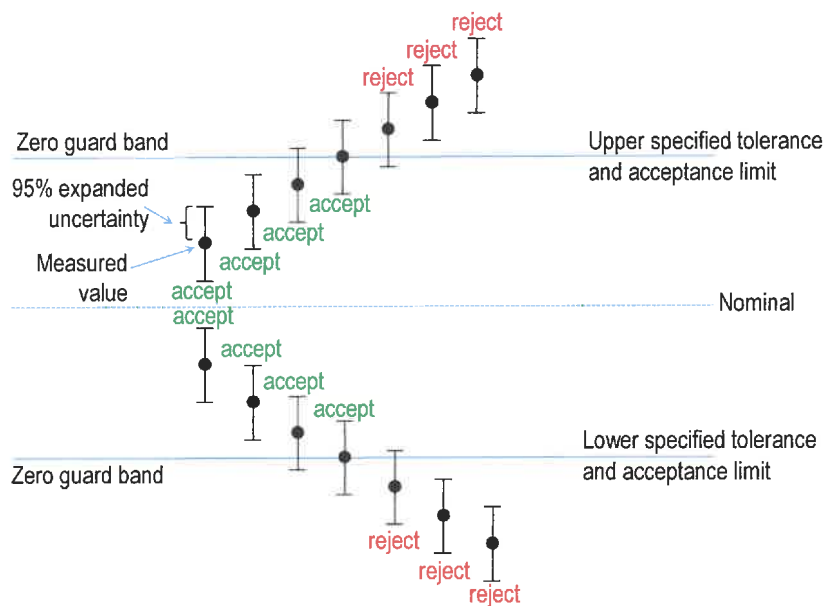 reject
reject
reject
Zero guard band
Upper specified tolerance
and acceptance limit
95% expanded
uncertainty
accept
accept
Measured
value
accept
accept
Nominal
accept
accept
accept
accept
Lower specified tolerance
and acceptance limit
Zero guard band
reject
reject
reject